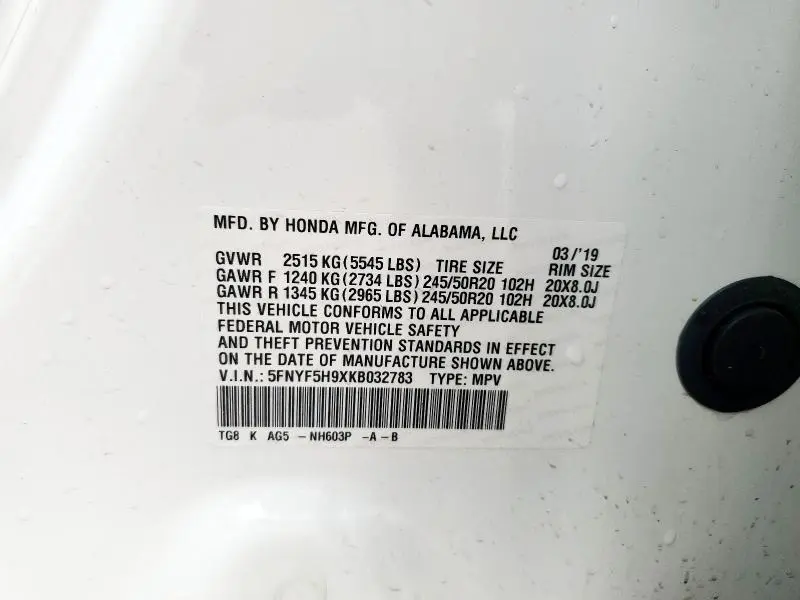 MFD. BY HONDA MFG. OF ALABAMA, LLC
03/'19
GVWR 2515 KG (5545 LBS) TIRE SIZE RIM SIZE
GAWR F 1240 KG (2734 LBS) 245/50R20 102H 20X8.0J
GAWR R 1345 KG (2965 LBS) 245/50R20 102H 20X8.0J
THIS VEHICLE CONFORMS TO ALL APPLICABLE
FEDERAL MOTOR VEHICLE SAFETY
AND THEFT PREVENTION STANDARDS IN EFFECT
ON THE DATE OF MANUFACTURE SHOWN ABOVE.
V.I.N.: 5FNYF5H9XKB032783 TYPE: MPV
TG8 K AG5 -NH603P -A-B